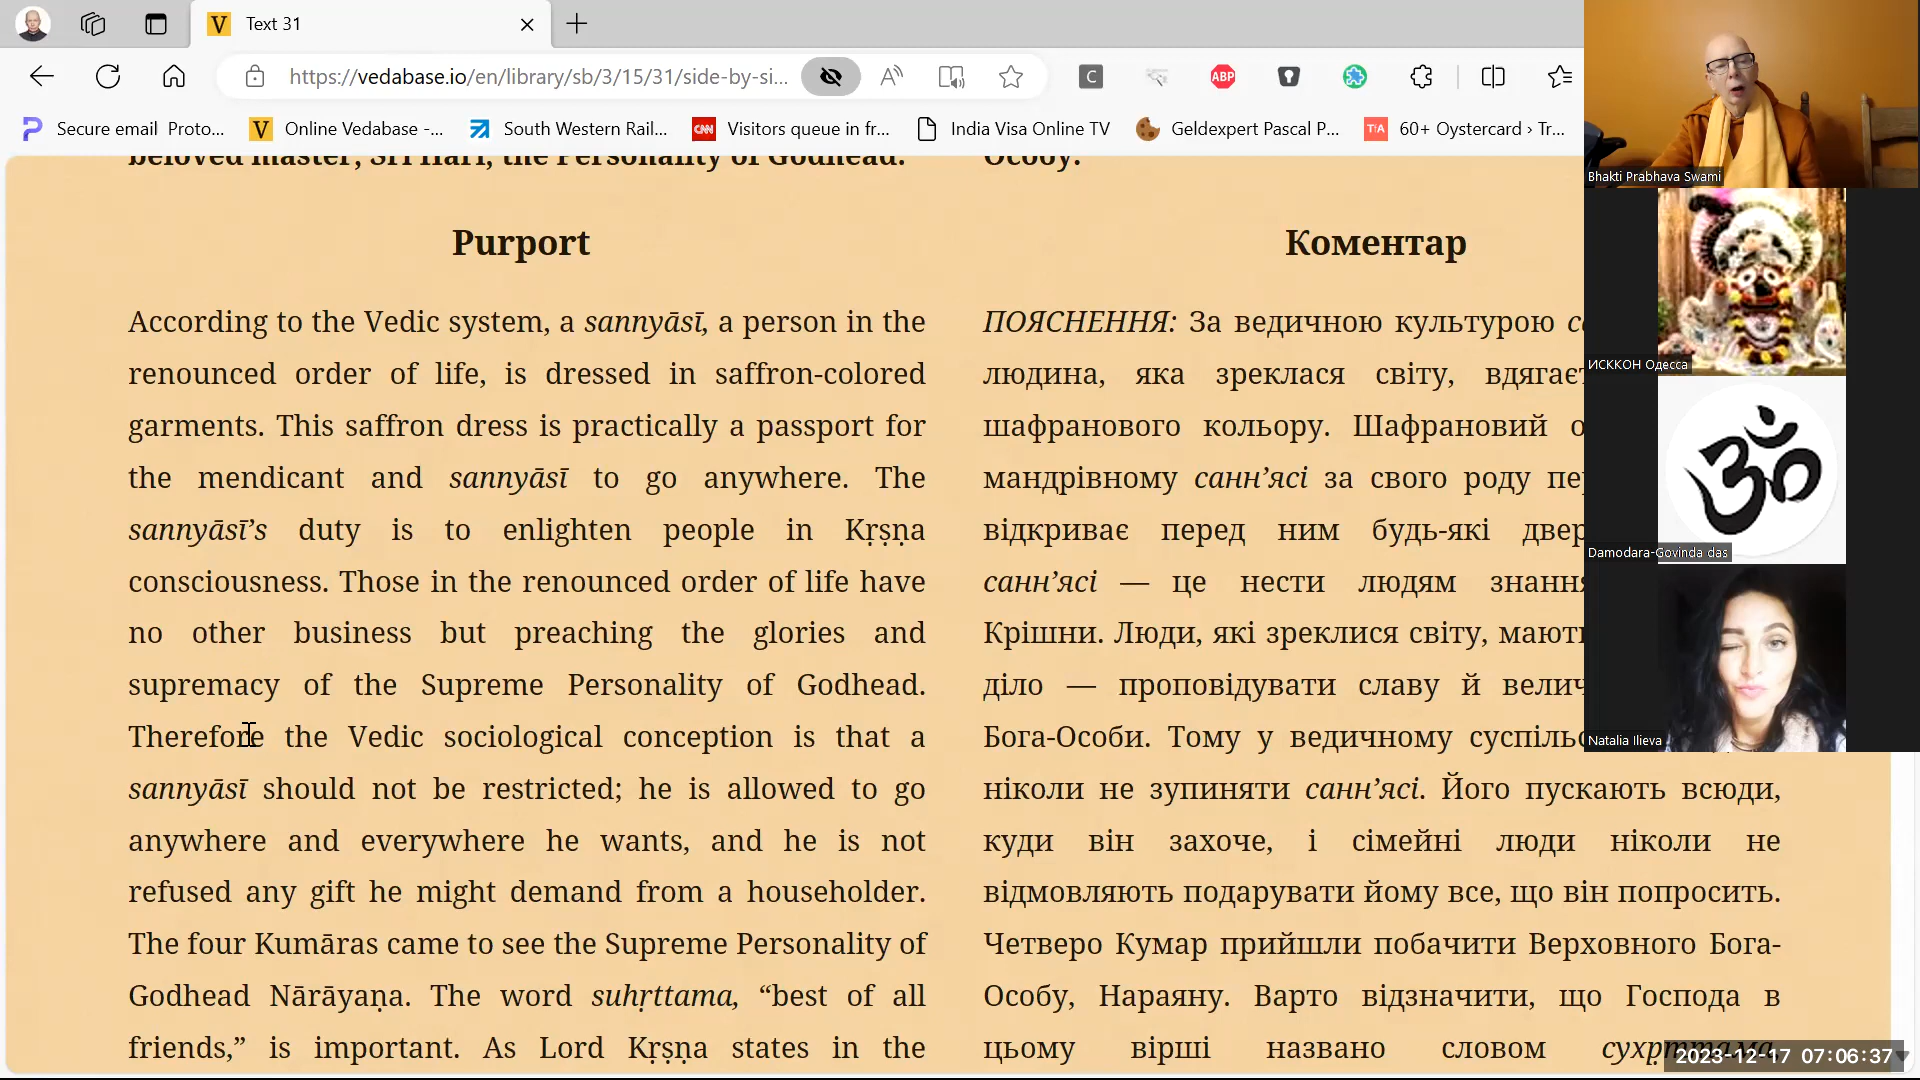 Text 31
https://vedabase.io/en/library/sb/3/15/31/side-by-si...
Secure email Proto...
Online Vedabase -...
South Western Rail...
Visitors queue in fr...
India Visa Online TV
Geldexpert Pascal P...
60+ Oystercard › Tr...
ABP
CNN
beloved master, Śrī Hari, the Personality of Godhead.
Purport
According to the Vedic system, a sannyāsī, a person in the
renounced order of life, is dressed in saffron-colored
garments. This saffron dress is practically a passport for
the mendicant and sannyāsī to go anywhere. The
sannyāsī’s duty is to enlighten people in Kṛṣṇa
consciousness. Those in the renounced order of life have
no other business but preaching the glories and
supremacy of the Supreme Personality of Godhead.
Therefore the Vedic sociological conception is that a
sannyāsī should not be restricted; he is allowed to go
anywhere and everywhere he wants, and he is not
refused any gift he might demand from a householder.
The four Kumāras came to see the Supreme Personality of
Godhead Nārāyaṇa. The word suhṛttama, “best of all
friends,” is important. As Lord Kṛṣṇa states in the
Особу.
Коментар
ПОЯСНЕННЯ: За ведичною культурою
людина, яка зреклася світу,
шафранового кольору. Шафрановий
мандрівному санн’ясі за свого роду
відкриває перед ним будь-які
санн’ясі — це нести людям
Крішни. Люди, які зреклися світу,
діло — проповідувати славу й
Бога-Особи. Тому у ведичному
ніколи не зупиняти санн’ясі. Його пускають всюди,
куди він захоче, і сімейні люди ніколи не
відмовляють подарувати йому все, що він попросить.
Четверо Кумар прийшли побачити Верховного Бога-
Особу, Нараяну. Варто відзначити, що Господа в
цьому вірші названо словом
Bhakti Prabhava Swami
ИСККОН Одесса
Damodara-Govinda das
Natalia Ilieva
2023-12-17 07:06:37